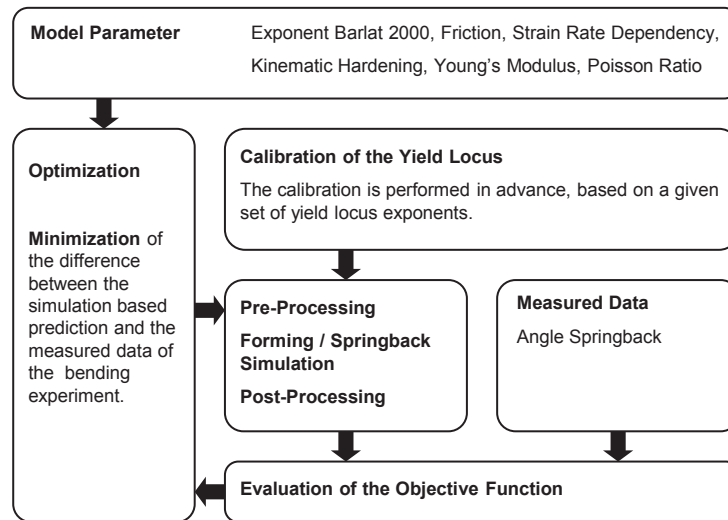 Model Parameter
Exponent Barlat 2000, Friction, Strain Rate Dependency,
Kinematic Hardening, Young's Modulus, Poisson Ratio
Optimization
Minimization of
the difference
between the
simulation based
prediction and the
measured data of
the bending
experiment.
Calibration of the Yield Locus
The calibration is performed in advance, based on a given
set of yield locus exponents.
Pre-Processing
Forming / Springback
Simulation
Post-Processing
Measured Data
Angle Springback
Evaluation of the Objective Function